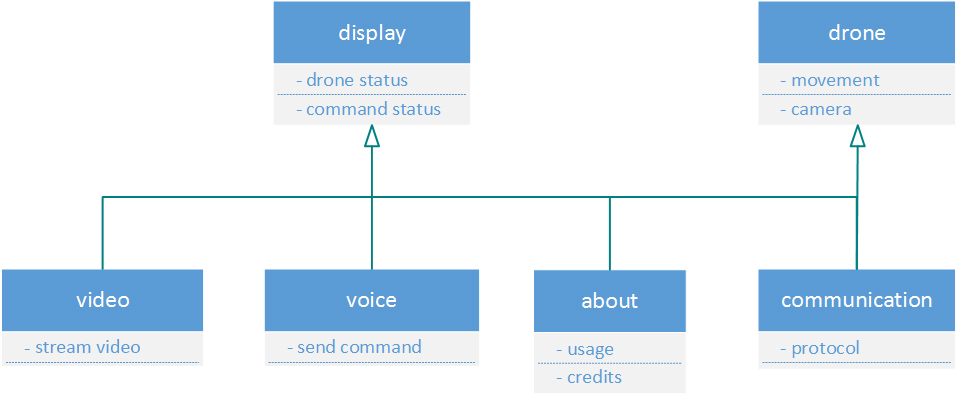 display
- drone status
- command status
drone
- movement
- camera
video
- stream video
voice
- send command
about
- usage
- credits
communication
- protocol